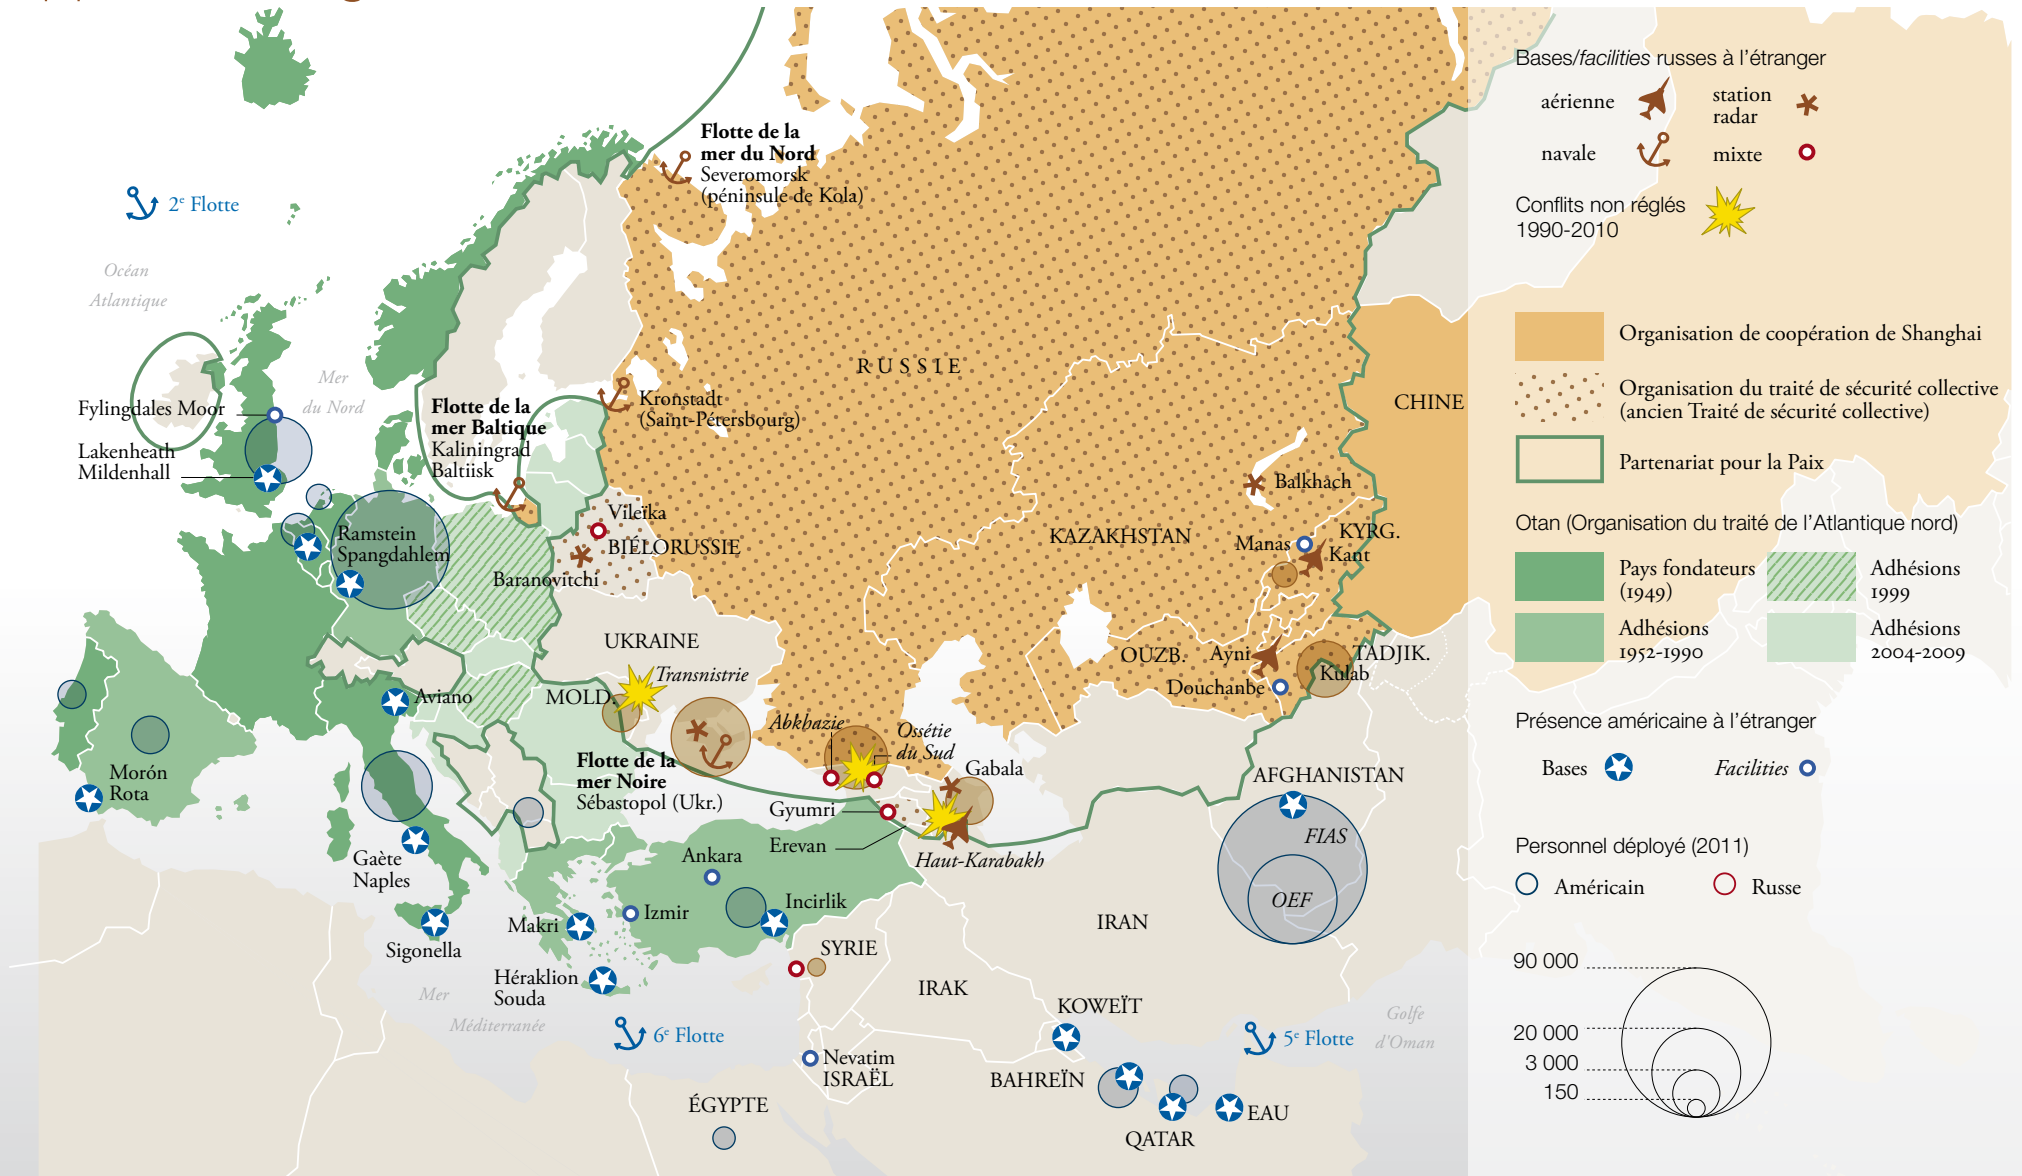 Flotte de la
mer du Nord
Severomorsk
(péninsule de Kola)
2e Flotte
Océan
Atlantique
Mer
du Nord
RUSSIE
Fylingdales Moor
Lakenheath
Mildenhall
Flotte de la
mer Baltique
Kaliningrad
Baltiisk
Kronstadt
(Saint-Pétersbourg)
CHINE
Balkhach
Vileïka
BIÉLORUSSIE
Baranovitchi
Ramstein
Spangdahlem
KAZAKHSTAN
Manas
KYRG.
Kant
UKRAINE
Transnistrie
MOLD.
OUZB.
Ayni
TADJIK.
Kulab
Douchanbe
Aviano
Abkhazie
Ossétie
du Sud
Gabala
Flotte de la
mer Noire
Sébastopol (Ukr.)
Morón
Rota
AFGHANISTAN
FIAS
OEF
Gyumri
Erevan
Haut-Karabakh
Gaète
Naples
Ankara
Izmir
Incirlik
Makri
Sigonella
Héraklion
Souda
SYRIE
IRAN
IRAK
Mer
Méditerranée
6e Flotte
KOWEÏT
5e Flotte
Golfe
d'Oman
Nevatim
ISRAËL
BAHREÏN
ÉGYPTE
QATAR
EAU
Bases/facilities russes à l'étranger
aérienne
station
radar
navale
mixte
Conflits non réglés
1990-2010
Organisation de coopération de Shanghai
Organisation du traité de sécurité collective
(ancien Traité de sécurité collective)
Partenariat pour la Paix
Otan (Organisation du traité de l'Atlantique nord)
Pays fondateurs
(1949)
Adhésions
1999
Adhésions
1952-1990
Adhésions
2004-2009
Présence américaine à l'étranger
Bases
Facilities
Personnel déployé (2011)
Américain
Russe
90 000
20 000
3 000
150